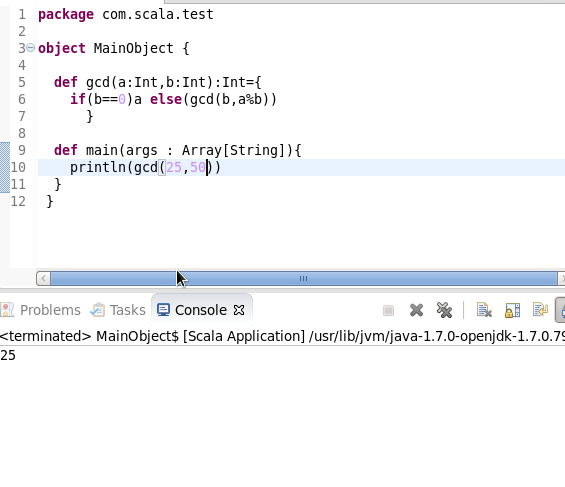 1 package com.scala.test
2
3 object MainObject {
4
5 def gcd(a:Int,b:Int):Int={
6 if(b==0)a else(gcd(b,a%b))
7 }
8
9 def main(args : Array[String]){
10 println(gcd(25,50))
11 }
12 }
Problems Tasks Console
<terminated> MainObject$ [Scala Application] /usr/lib/jvm/java-1.7.0-openjdk-1.7.0.79
25